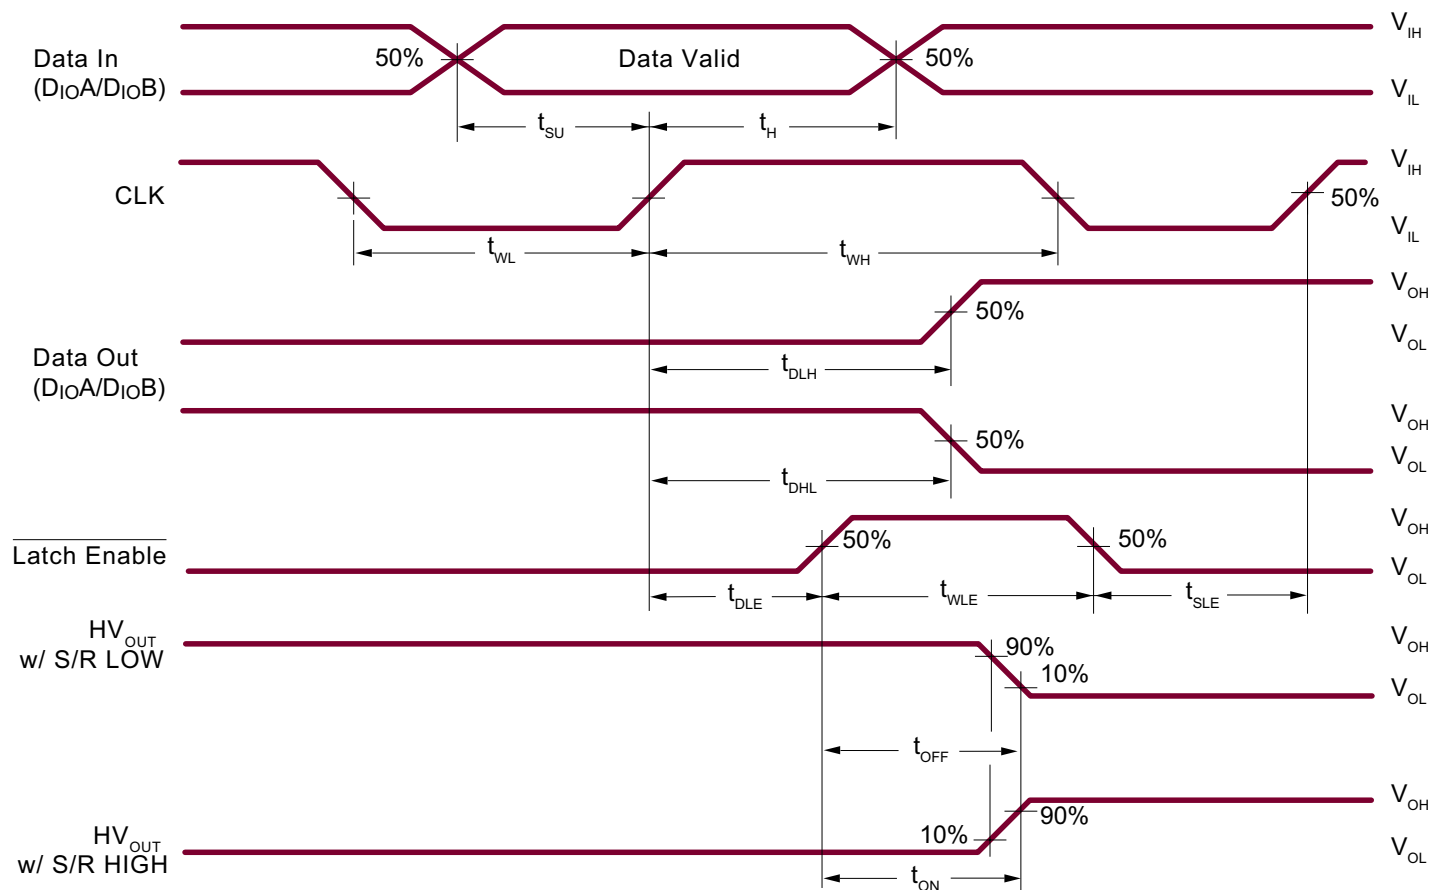 Data In
(DIOA/DIOB)
50%
Data Valid
50%
VIH
VIL
tSU
tH
CLK
VIH
50%
VIL
tWL
tWH
Data Out
(DIOA/DIOB)
50%
VOH
VOL
tDLH
50%
VOH
VOL
tDHL
Latch Enable
50%
50%
VOH
VOL
tDLE
tWLE
tSLE
HVOUT
w/ S/R LOW
90%
10%
VOH
VOL
tOFF
HVOUT
w/ S/R HIGH
10%
90%
VOH
VOL
tON